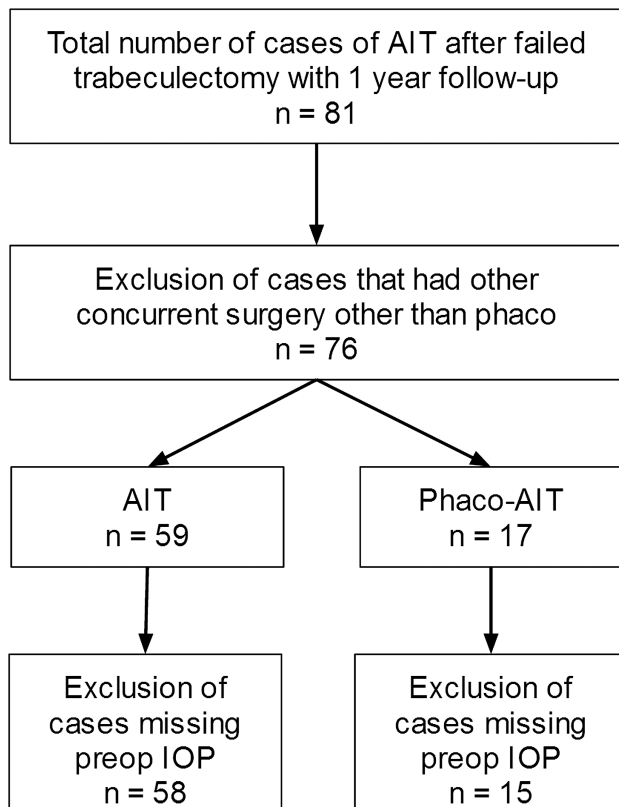 Total number of cases of AIT after failed
trabeculectomy with 1 year follow-up
n = 81
Exclusion of cases that had other
concurrent surgery other than phaco
n = 76
AIT
n = 59
Phaco-AIT
n = 17
Exclusion of
cases missing
preop IOP
n = 58
Exclusion of
cases missing
preop IOP
n = 15